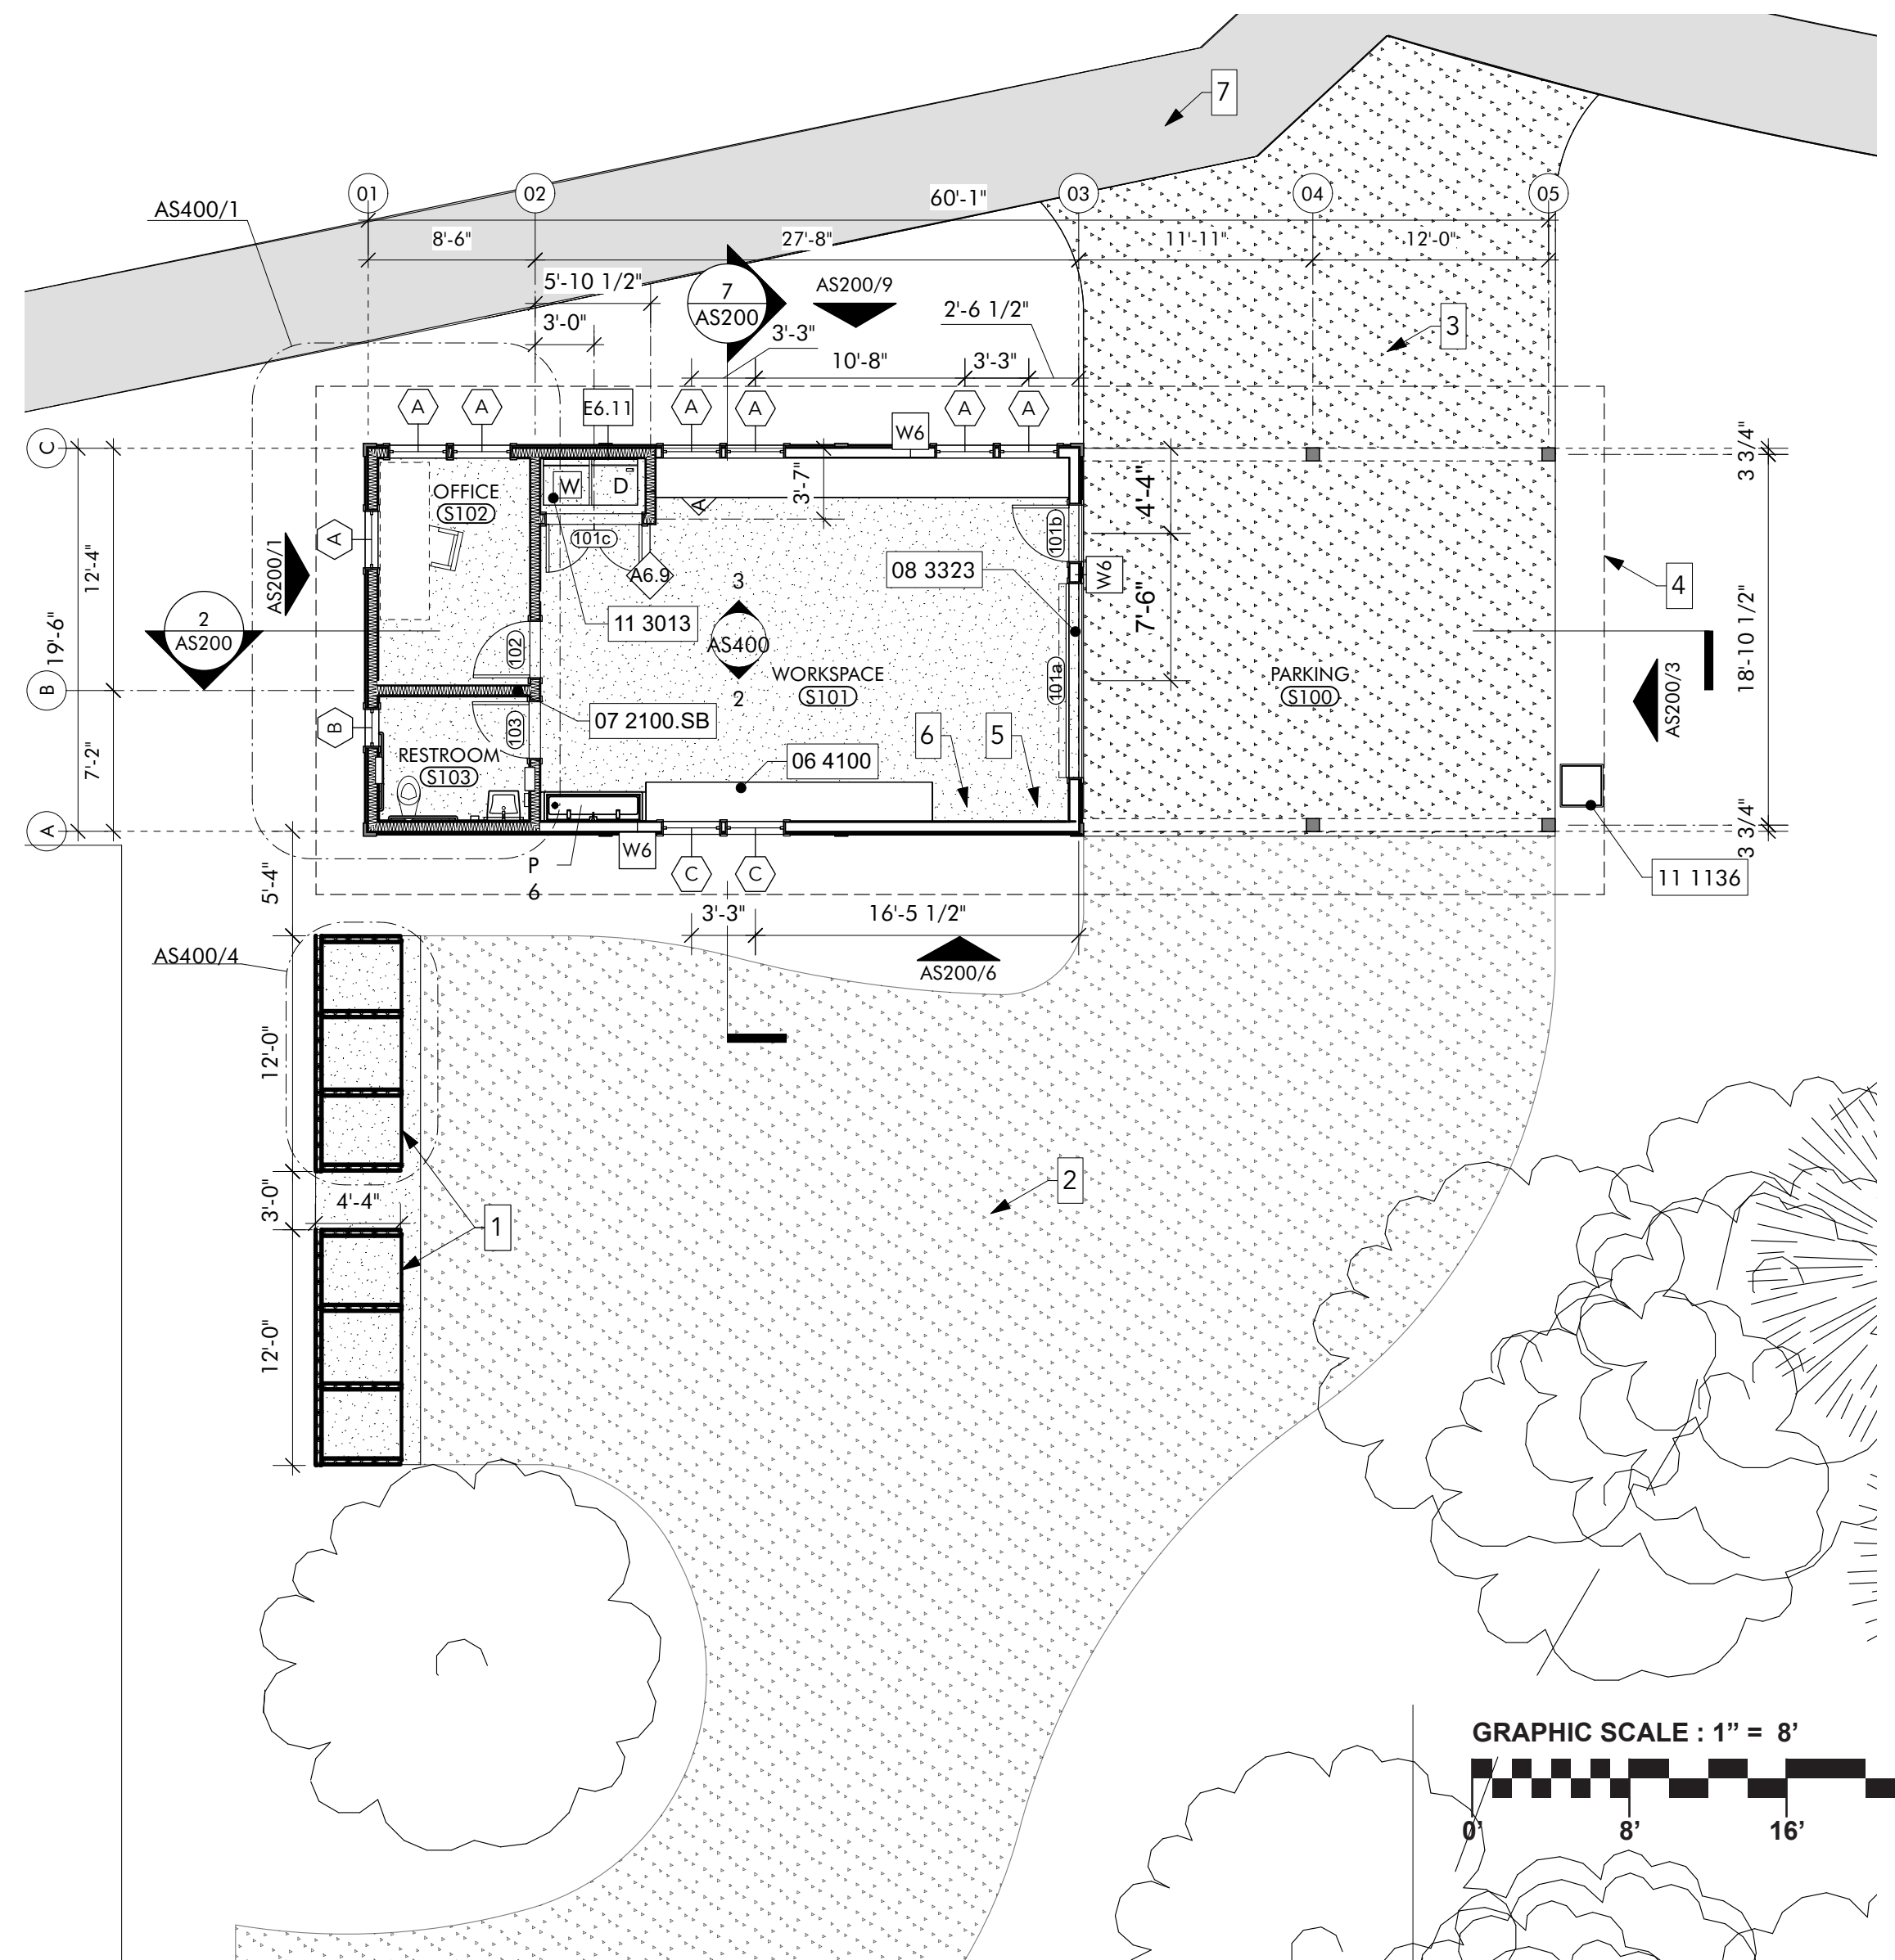 7
01
02
03
04
05
AS400/1
60'-1"
8'-6"
27'-8"
11'-11"
12'-0"
5'-10 1/2"
7
AS200
AS200/9
2'-6 1/2"
3
3'-0"
3'-3"
10'-8"
3'-3"
A
A
E6.11
A
A
A
A
W6
C
3 3/4"
W
D
3'-7"
4'-4"
OFFICE
S102
A
101c
101b
A
AS200/1
12'-4"
A6.9
3
08 3323
W6
4
7'-6"
18'-10 1/2"
2
AS200
19'-6"
11 3013
AS400
102
WORKSPACE
S101
101a
PARKING
S100
AS200/3
B
2
07 2100.SB
B
103
6
5
7'-2"
RESTROOM
S103
06 4100
A
3 3/4"
W6
P
6
C
C
11 1136
5'-4"
3'-3"
16'-5 1/2"
AS400/4
AS200/6
12'-0"
2
3'-0"
4'-4"
1
12'-0"
GRAPHIC SCALE : 1” = 8’
0’
8’
16’